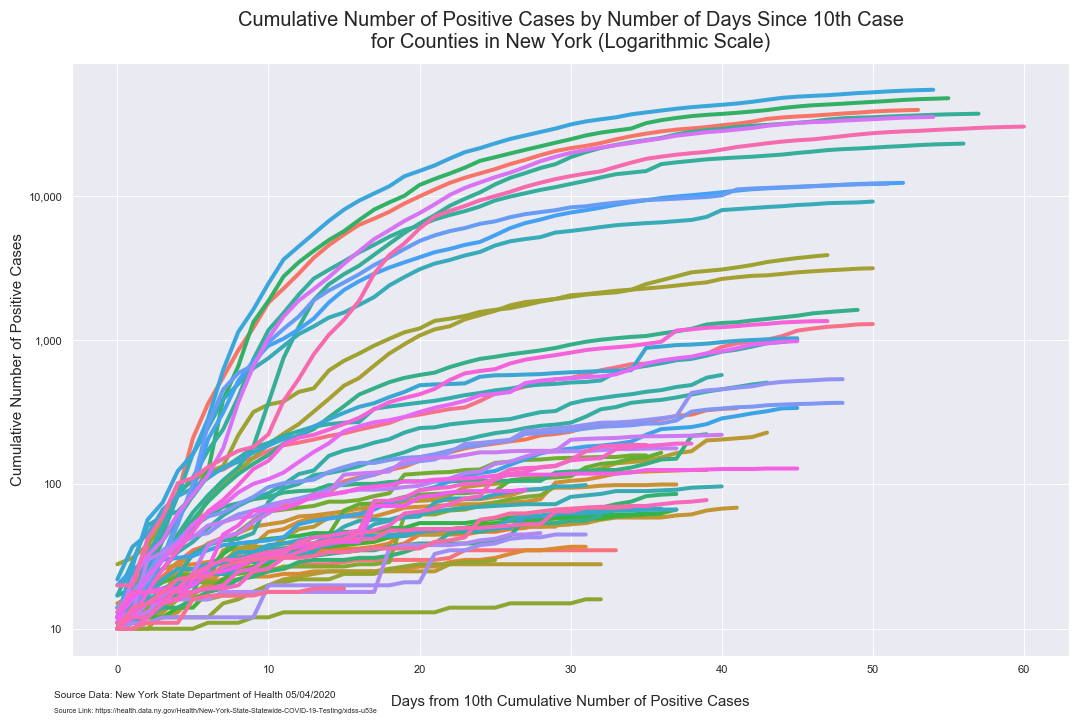 Cumulative Number of Positive Cases by Number of Days Since 10th Case
for Counties in New York (Logarithmic Scale)
Cumulative Number of Positive Cases
10,000
1,000
100
10
0 10 20 30 40 50 60
Days from 10th Cumulative Number of Positive Cases
Source Data: New York State Department of Health 05/04/2020
Source Link: https://health.data.ny.gov/Health/New-York-State-Statewide-COVID-19-Testing/xdss-u53e